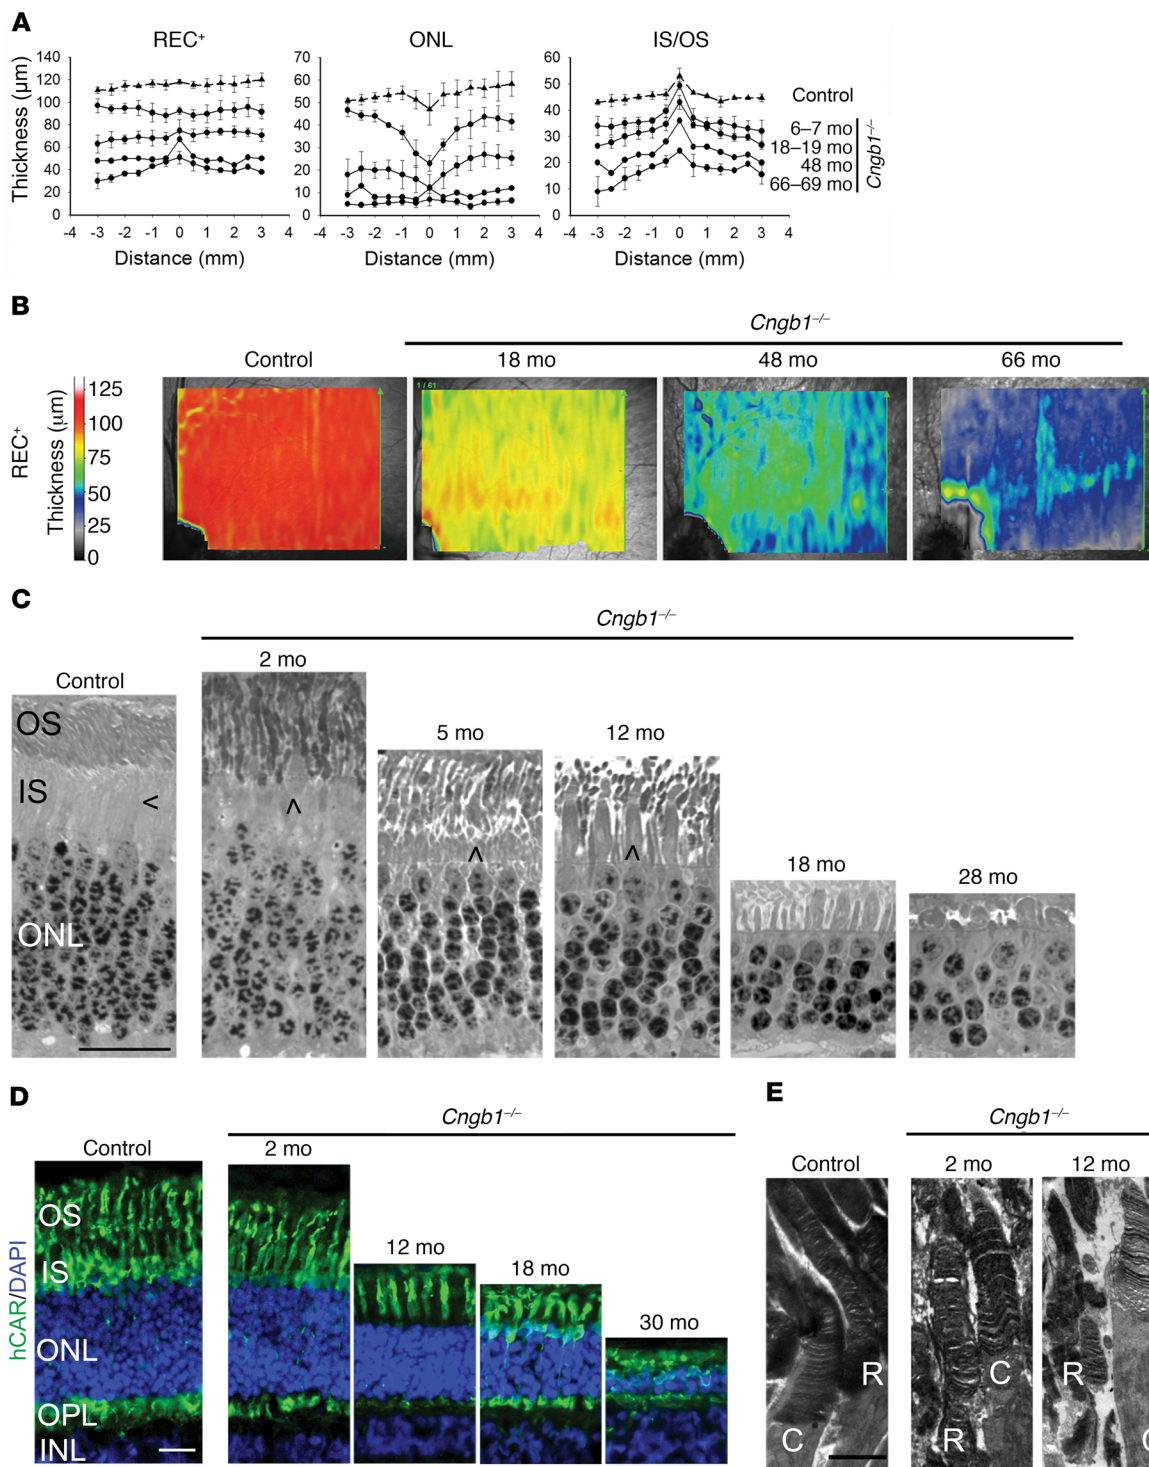 A
REC⁺
ONL
IS/OS
Thickness (µm)
140
120
100
80
60
40
20
0
70
60
50
40
30
20
10
0
60
50
40
30
20
10
0
Control
6–7 mo
18–19 mo
48 mo
66–69 mo
Cngb1⁻/⁻
-4 -3 -2 -1 0 1 2 3 4
-4 -3 -2 -1 0 1 2 3 4
-4 -3 -2 -1 0 1 2 3 4
Distance (mm)
Distance (mm)
Distance (mm)
B
Cngb1⁻/⁻
Control
18 mo
48 mo
66 mo
REC⁺
Thickness (µm)
125
100
75
50
25
0
1 / 61
C
Cngb1⁻/⁻
Control
2 mo
5 mo
12 mo
18 mo
28 mo
OS
IS
ONL
<
^
^
^
D
Cngb1⁻/⁻
Control
2 mo
12 mo
18 mo
30 mo
hCAR/DAPI
OS
IS
ONL
OPL
INL
E
Cngb1⁻/⁻
Control
2 mo
12 mo
R
C
C
R
R